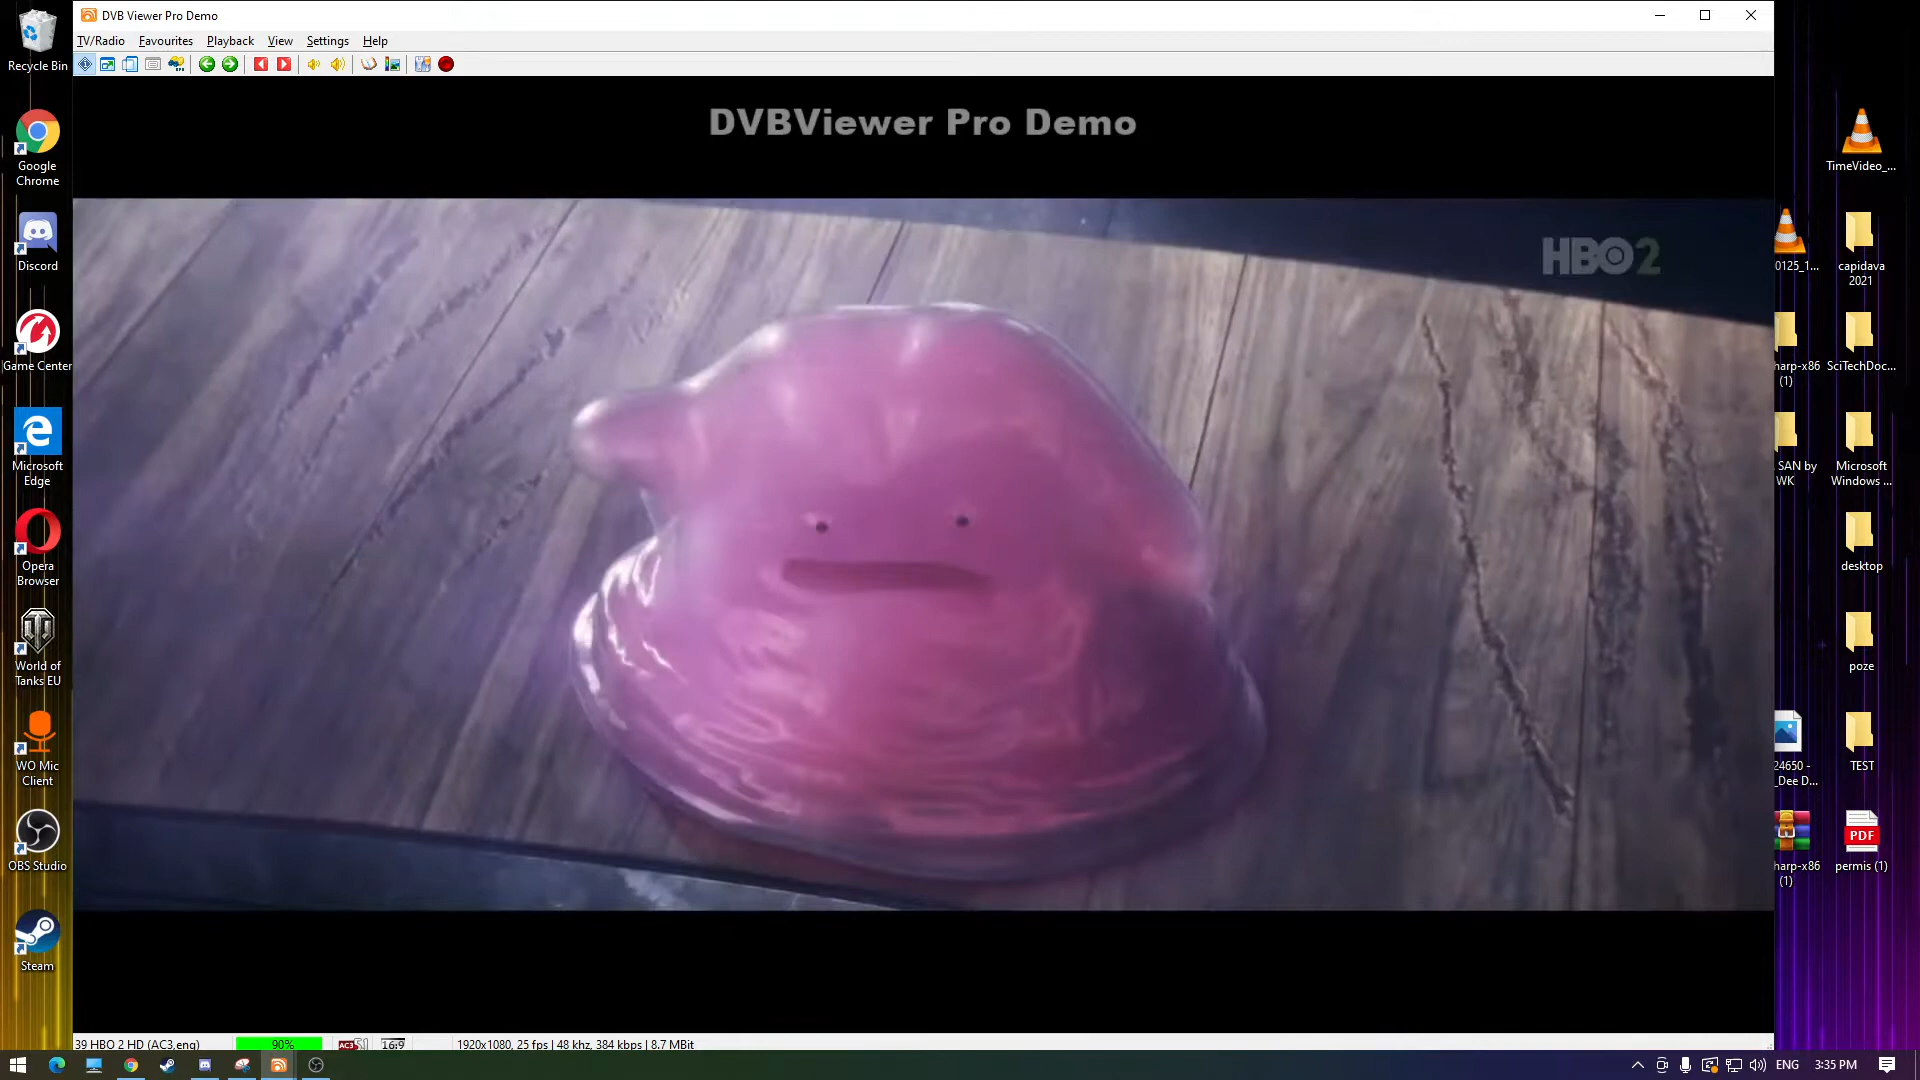 DVB Viewer Pro Demo
TV/Radio Favourites Playback View Settings Help
DVBViewer Pro Demo
HBO2
Recycle Bin
Google
Chrome
Discord
Game Center
Microsoft
Edge
Opera
Browser
World of
Tanks EU
WO Mic
Client
OBS Studio
Steam
TimeVideo_...
0125_1...
capidava
2021
harp-x86
(1)
SciTechDoc...
SAN by
WK
Microsoft
Windows ...
desktop
poze
24650 -
_Dee D...
TEST
PDF
harp-x86
(1)
permis (1)
39 HBO 2 HD (AC3,eng) 90% AC3 5.1 16:9 1920x1080, 25 fps | 48 khz, 384 kbps | 8.7 MBit
ENG 3:35 PM